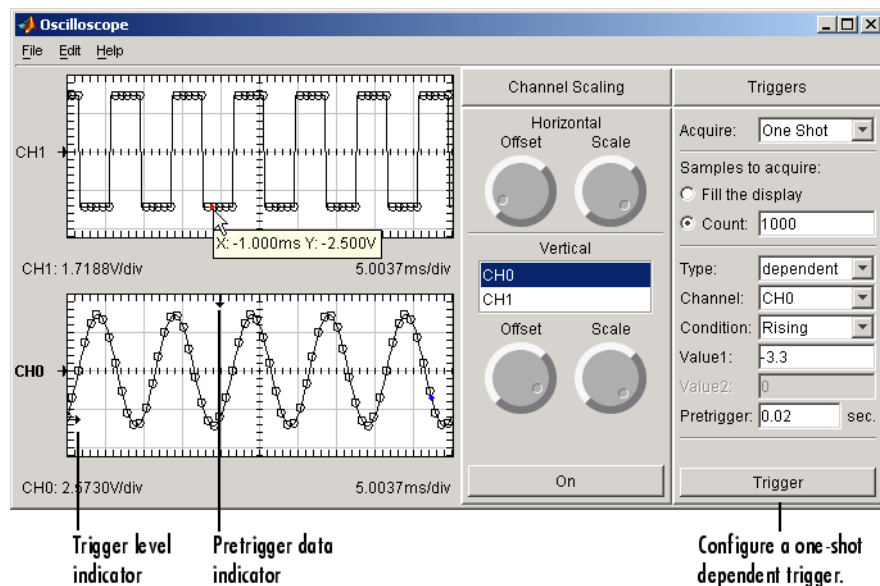 Oscilloscope
File Edit Help
CH1
X: -1.000ms Y: -2.500V
CH1: 1.7188V/div 5.0037ms/div
CH0
CH0: 2.5730V/div 5.0037ms/div
Channel Scaling
Horizontal
Offset Scale
Vertical
CH0
CH1
Offset Scale
On
Triggers
Acquire: One Shot
Samples to acquire:
Fill the display
Count: 1000
Type: dependent
Channel: CH0
Condition: Rising
Value1: -3.3
Value2: 0
Pretrigger: 0.02 sec.
Trigger
Trigger level
indicator
Pretrigger data
indicator
Configure a one-shot
dependent trigger.